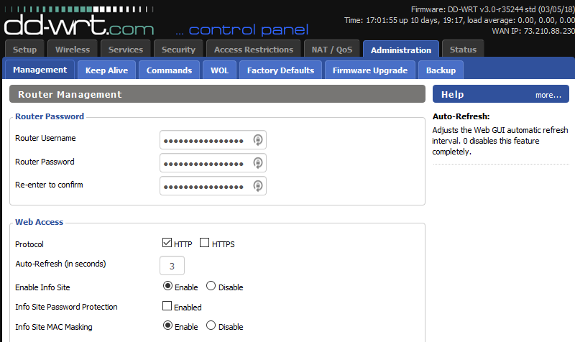 Firmware: DD-WRT v3.0-r35244 std (03/05/18)
Time: 17:01:55 up 10 days, 19:17, load average: 0.00, 0.00, 0.00
WAN IP: 73.210.88.230
dd-wrt.com ... control panel
Setup Wireless Services Security Access Restrictions NAT / QoS Administration Status
Management Keep Alive Commands WOL Factory Defaults Firmware Upgrade Backup
Router Management
Help more...
Router Password
Router Username
Router Password
Re-enter to confirm
Auto-Refresh:
Adjusts the Web GUI automatic refresh
interval. 0 disables this feature
completely.
Web Access
Protocol HTTP HTTPS
Auto-Refresh (in seconds) 3
Enable Info Site Enable Disable
Info Site Password Protection Enabled
Info Site MAC Masking Enable Disable